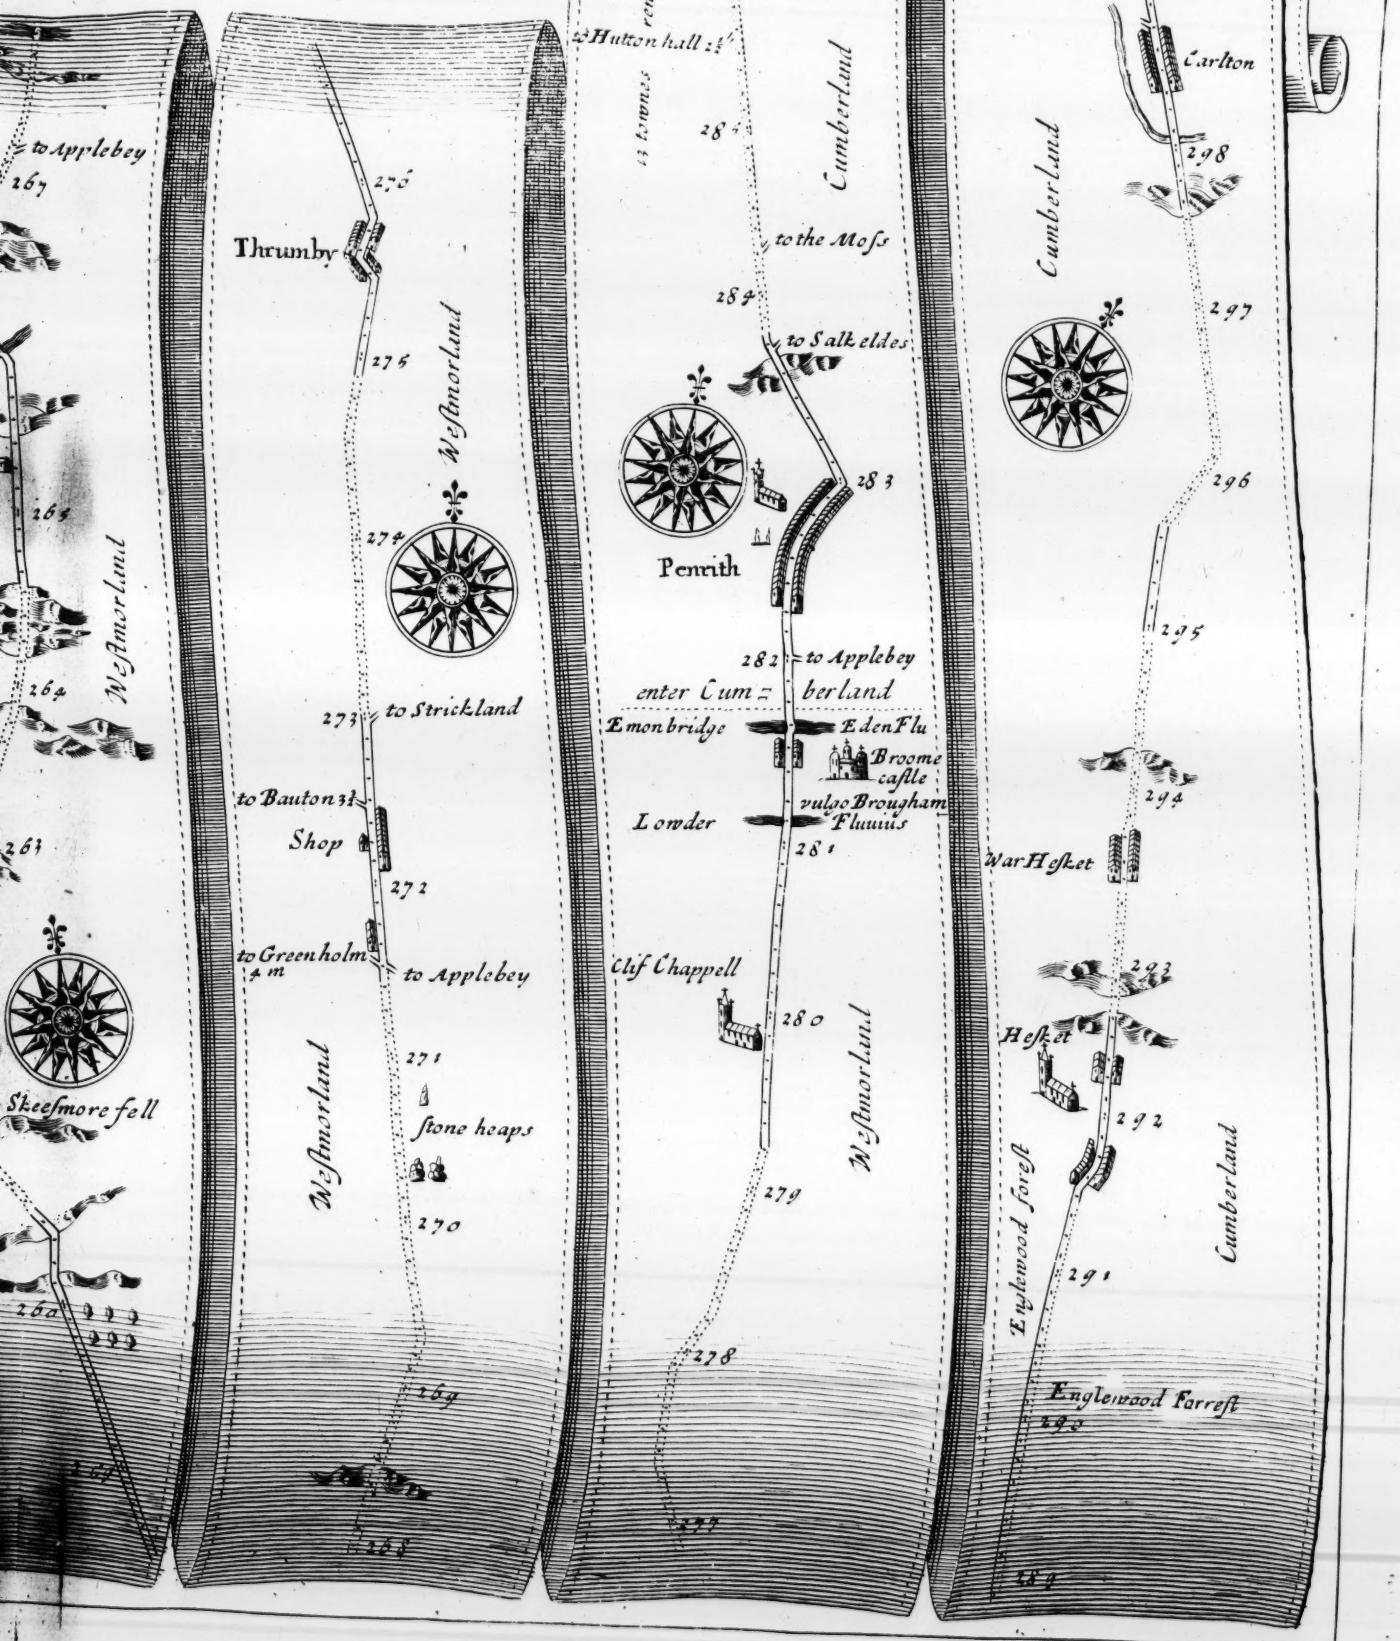 to Applebey
267
265
Weſtmorland
264
263
Skeeſmore fell
260
276
Thrumby
275
Weſtmorland
274
273
to Strickland
to Bauton 3¾
Shop
272
to Greenholm
4 m
to Applebey
271
ſtone heaps
Weſtmorland
270
269
268
to Hutton hall
Cumberland
townes
285
to the Moſs
284
to Salkeldes
283
Penrith
282
to Applebey
enter Cum = berland
Emonbridge
Eden Flu
Broome
caſtle
vulgo Brougham
Lowder
Fluuius
281
Clif Chappell
280
Weſtmorland
279
278
277
Carlton
298
Cumberland
297
296
295
294
War Heſket
293
Heſket
292
Englewood foreſt
Cumberland
291
Englewood Forreſt
290
289